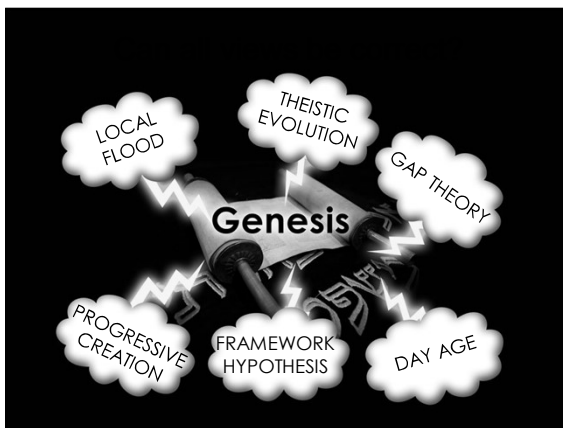 LOCAL
FLOOD
THEISTIC
EVOLUTION
GAP THEORY
Genesis
PROGRESSIVE
CREATION
FRAMEWORK
HYPOTHESIS
DAY AGE